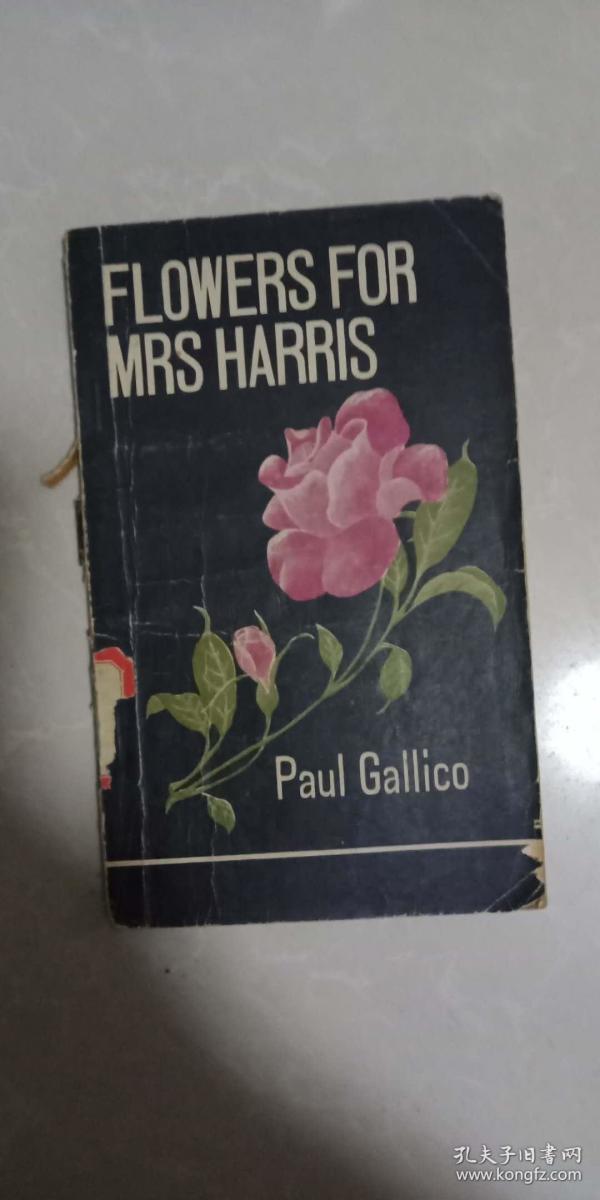 FLOWERS FOR
MRS HARRIS
Paul Gallico
孔夫子旧书网
www.kongfz.com